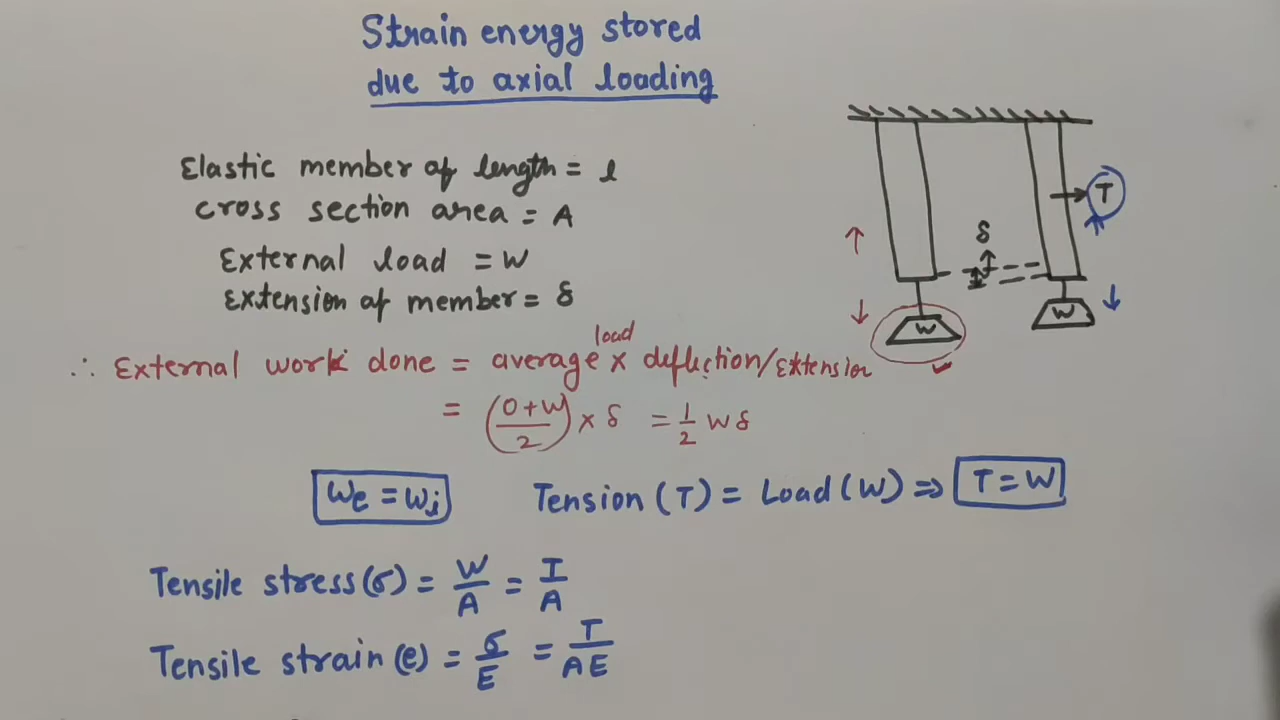 Strain energy stored
due to axial loading
Elastic member of length = l
cross section area = A
External load = W
Extension of member = δ
δ
T
W
W
∴ External work done = average load × deflection/Extension
= (0+W)/2 × δ = 1/2 W δ
We = Wi
Tension (T) = Load (W) ⇒ T = W
Tensile stress (σ) = W/A = T/A
Tensile strain (e) = σ/E = T/AE